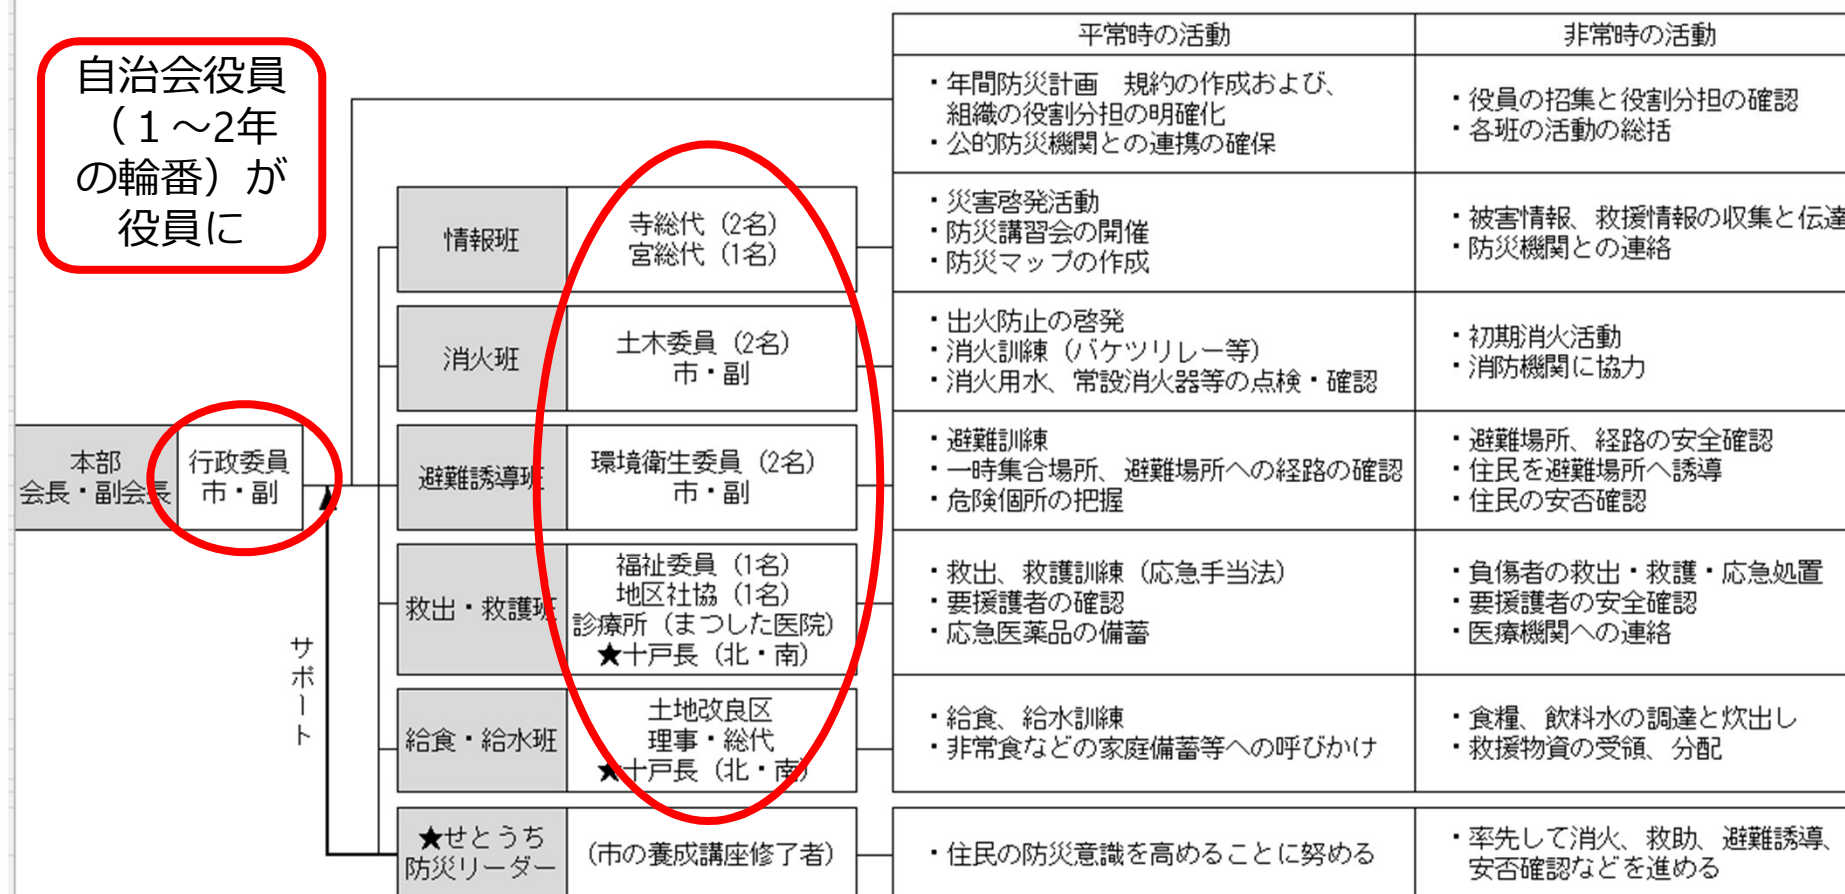 自治会役員
（１～2年
の輪番）が
役員に
平常時の活動
非常時の活動
・年間防災計画　規約の作成および、
組織の役割分担の明確化
・公的防災機関との連携の確保
・役員の招集と役割分担の確認
・各班の活動の総括
情報班
寺総代（2名）
宮総代（1名）
・災害啓発活動
・防災講習会の開催
・防災マップの作成
・被害情報、救援情報の収集と伝達
・防災機関との連絡
消火班
土木委員（2名）
市・副
・出火防止の啓発
・消火訓練（バケツリレー等）
・消火用水、常設消火器等の点検・確認
・初期消火活動
・消防機関に協力
本部
会長・副会長
行政委員
市・副
避難誘導班
環境衛生委員（2名）
市・副
・避難訓練
・一時集合場所、避難場所への経路の確認
・危険個所の把握
・避難場所、経路の安全確認
・住民を避難場所へ誘導
・住民の安否確認
救出・救護班
福祉委員（1名）
地区社協（1名）
診療所（まつした医院）
★十戸長（北・南）
・救出、救護訓練（応急手当法）
・要援護者の確認
・応急医薬品の備蓄
・負傷者の救出・救護・応急処置
・要援護者の安全確認
・医療機関への連絡
サポート
給食・給水班
土地改良区
理事・総代
★十戸長（北・南）
・給食、給水訓練
・非常食などの家庭備蓄等への呼びかけ
・食糧、飲料水の調達と炊出し
・救援物資の受領、分配
★せとうち
防災リーダー
（市の養成講座修了者）
・住民の防災意識を高めることに努める
・率先して消火、救助、避難誘導、
安否確認などを進める